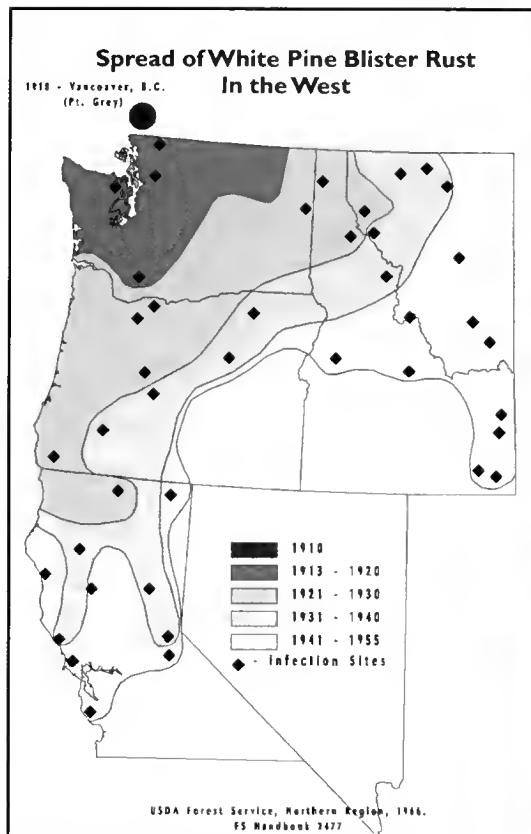 Spread of White Pine Blister Rust
In the West
1910 - Vancouver, B.C.
(Pt. Grey)
1910
1913 - 1920
1921 - 1930
1931 - 1940
1941 - 1955
- Infection Sites
USDA Forest Service, Northern Region, 1966.
FS Handbook 2477